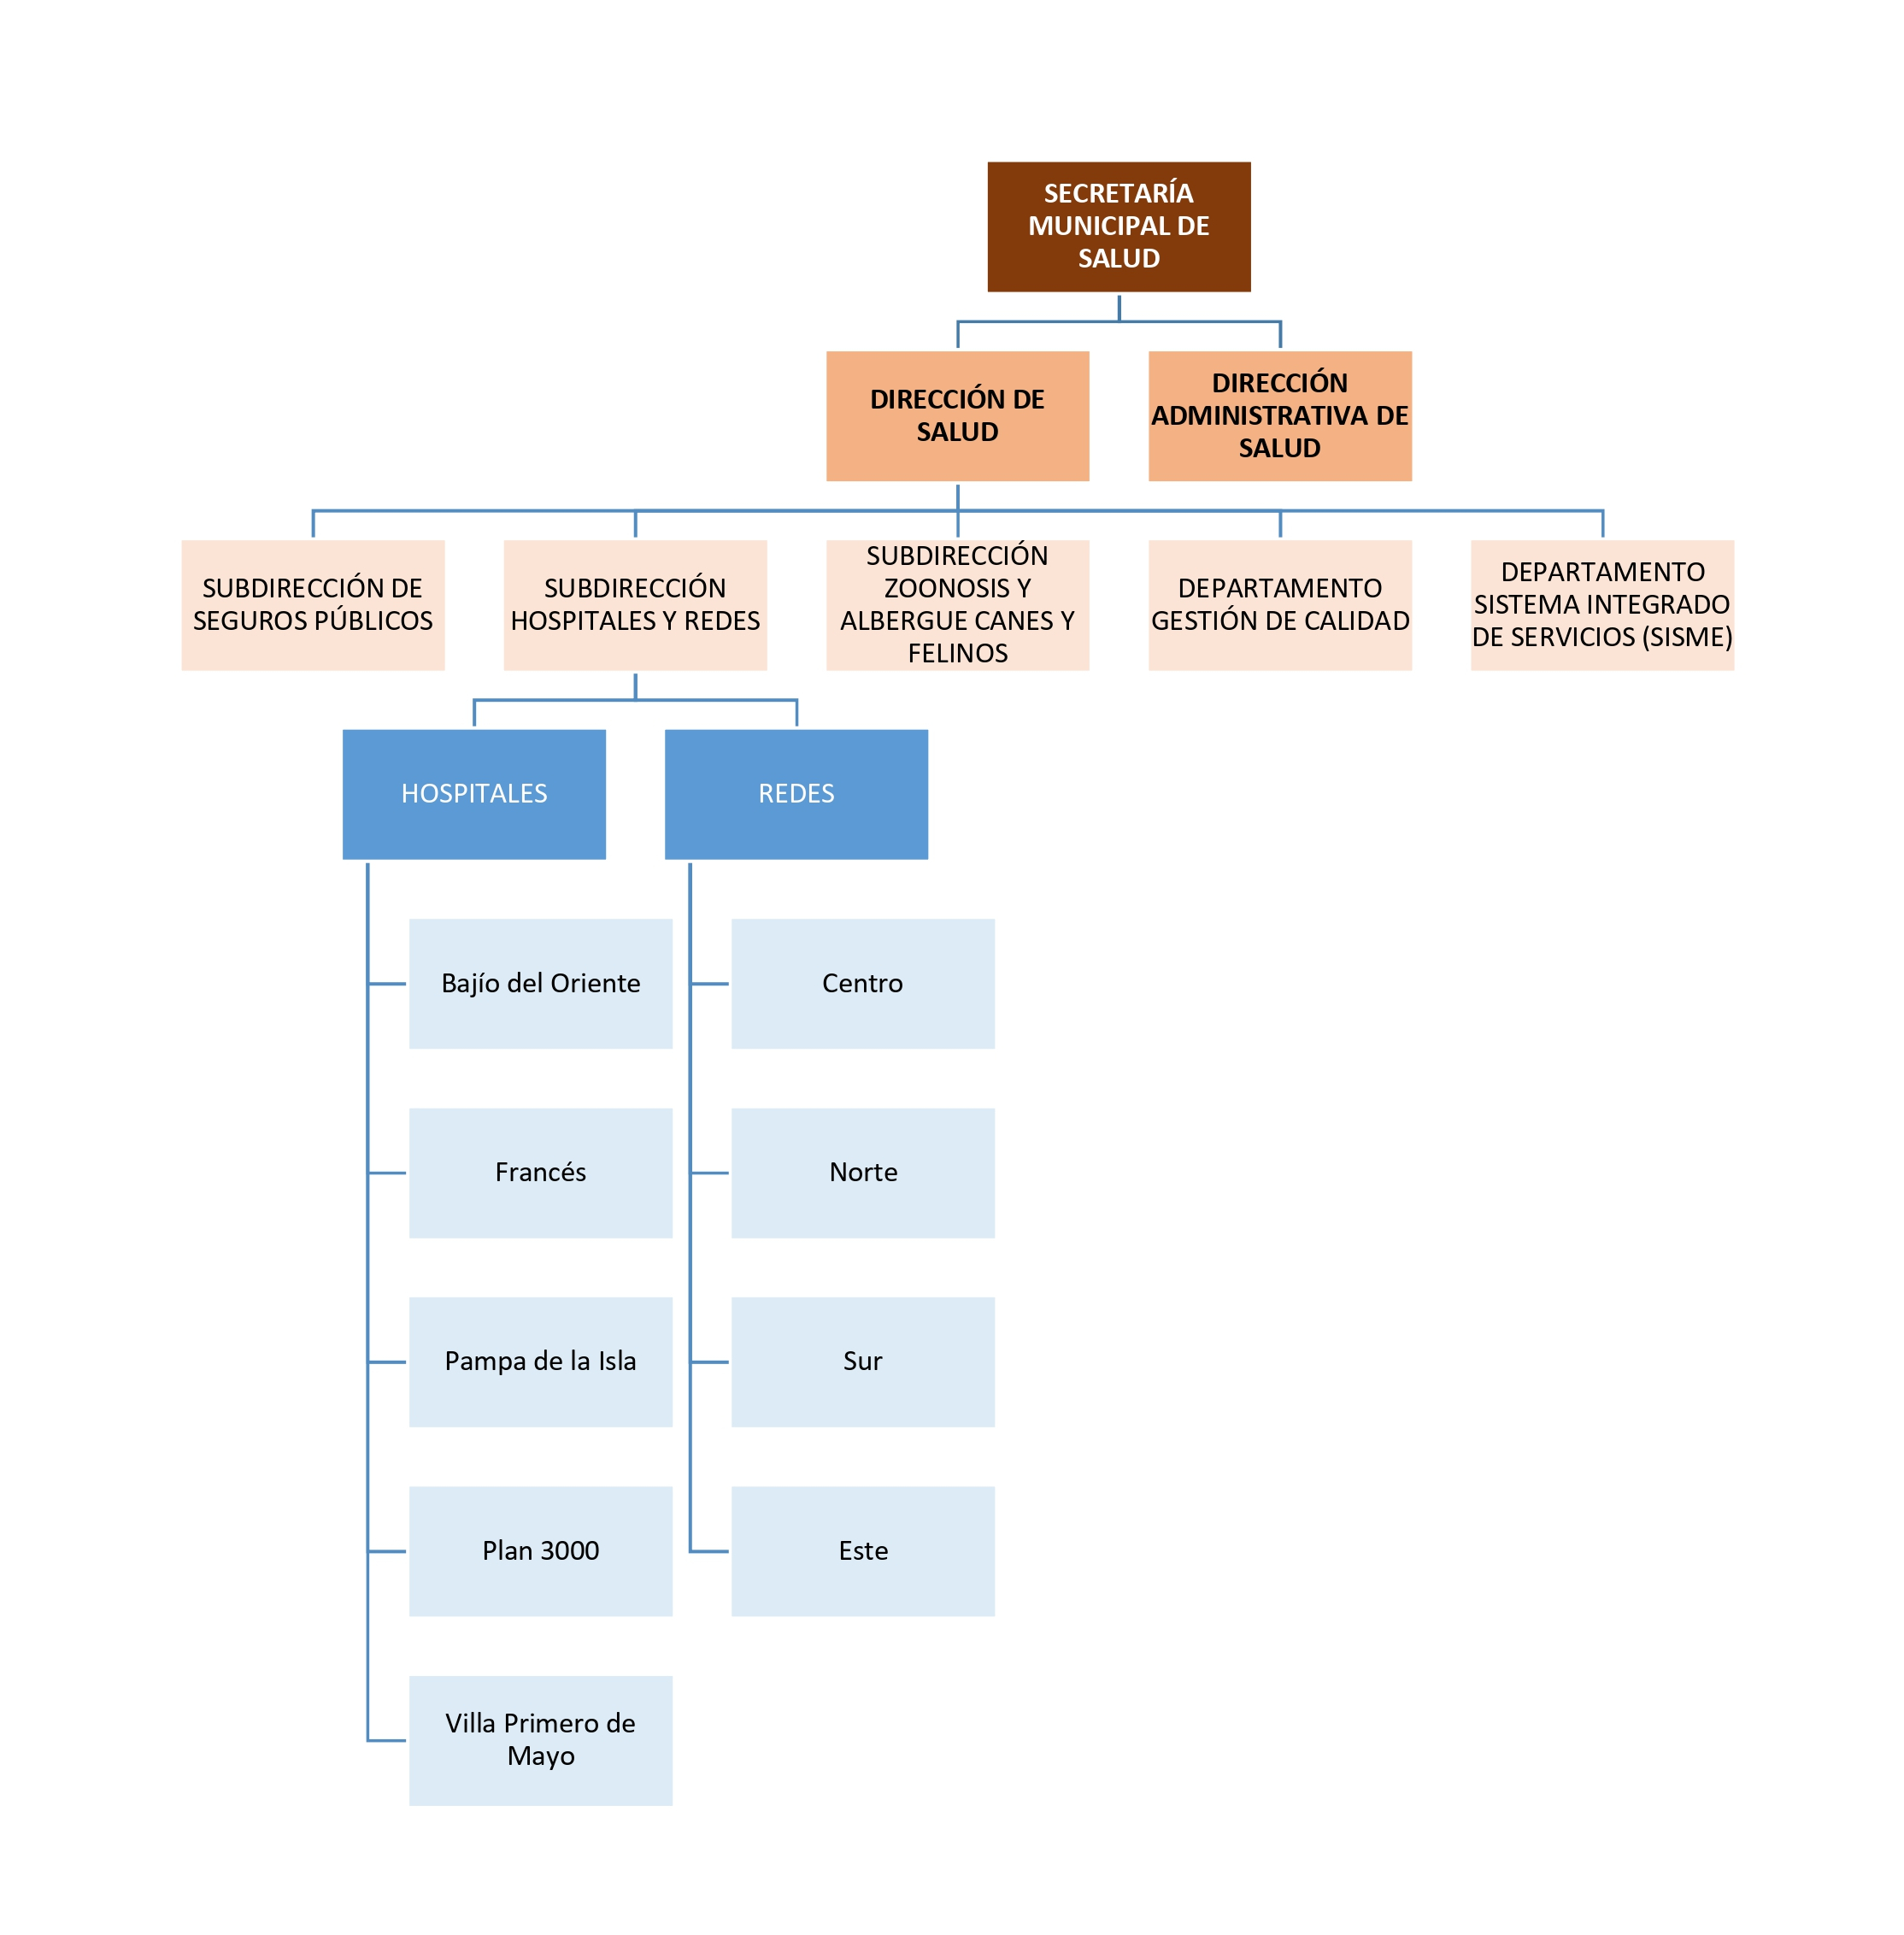 SECRETARÍA
MUNICIPAL DE
SALUD
DIRECCIÓN DE
SALUD
DIRECCIÓN
ADMINISTRATIVA DE
SALUD
SUBDIRECCIÓN DE
SEGUROS PÚBLICOS
SUBDIRECCIÓN
HOSPITALES Y REDES
SUBDIRECCIÓN
ZOONOSIS Y
ALBERGUE CANES Y
FELINOS
DEPARTAMENTO
GESTIÓN DE CALIDAD
DEPARTAMENTO
SISTEMA INTEGRADO
DE SERVICIOS (SISME)
HOSPITALES
REDES
Bajío del Oriente
Francés
Pampa de la Isla
Plan 3000
Villa Primero de
Mayo
Centro
Norte
Sur
Este